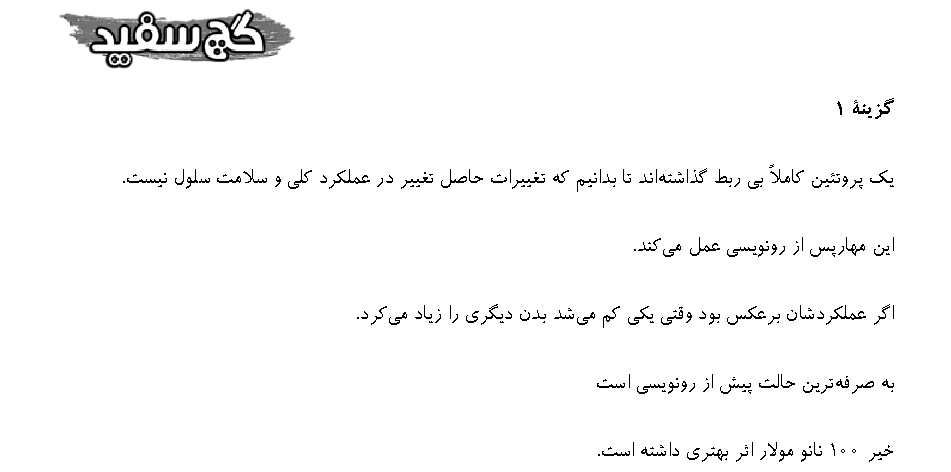 گچ سفید
گزینهٔ ۱
یک پروتئین کاملاً بی ربط گذاشته‌اند تا بدانیم که تغییرات حاصل تغییر در عملکرد کلی و سلامت سلول نیست.
این مهارپس از رونویسی عمل می‌کند.
اگر عملکردشان برعکس بود وقتی یکی کم می‌شد بدن دیگری را زیاد می‌کرد.
به صرفه‌ترین حالت پیش از رونویسی است
خیر ۱۰۰ نانو مولار اثر بهتری داشته است.